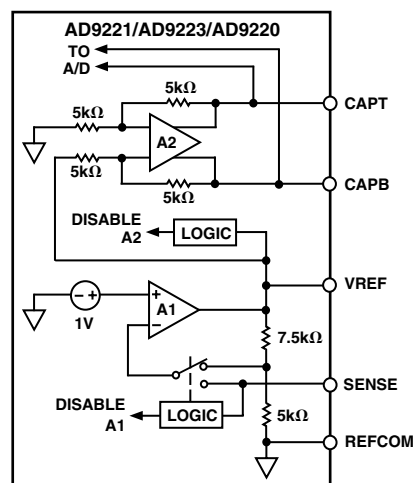 AD9221/AD9223/AD9220
TO
A/D
5kΩ
5kΩ
CAPT
A2
5kΩ
5kΩ
CAPB
DISABLE
A2
LOGIC
VREF
– +
1V
+
A1
–
7.5kΩ
SENSE
DISABLE
A1
LOGIC
5kΩ
REFCOM